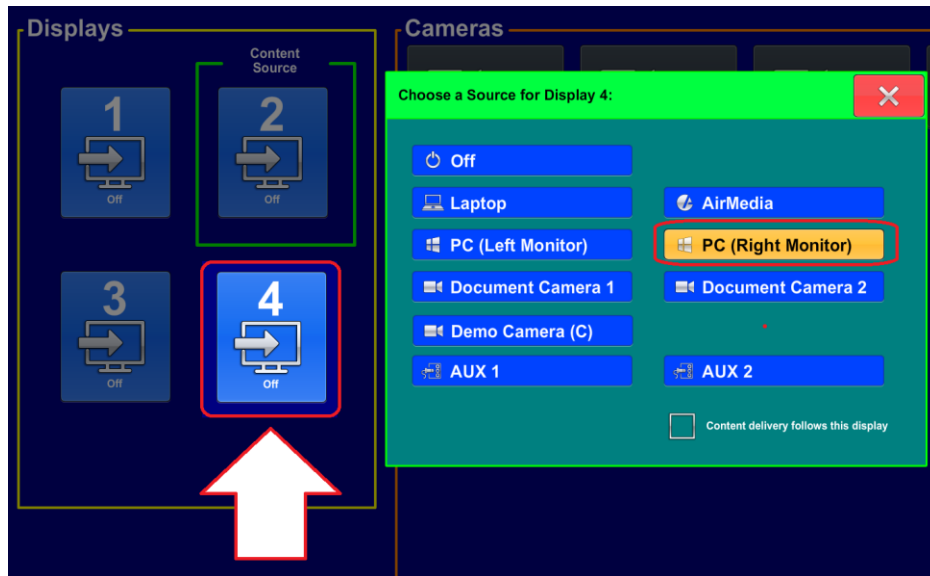 Displays
Cameras
Content
Source
1
Off
2
Off
3
Off
4
Off
Choose a Source for Display 4:
Off
Laptop
AirMedia
PC (Left Monitor)
PC (Right Monitor)
Document Camera 1
Document Camera 2
Demo Camera (C)
AUX 1
AUX 2
Content delivery follows this display